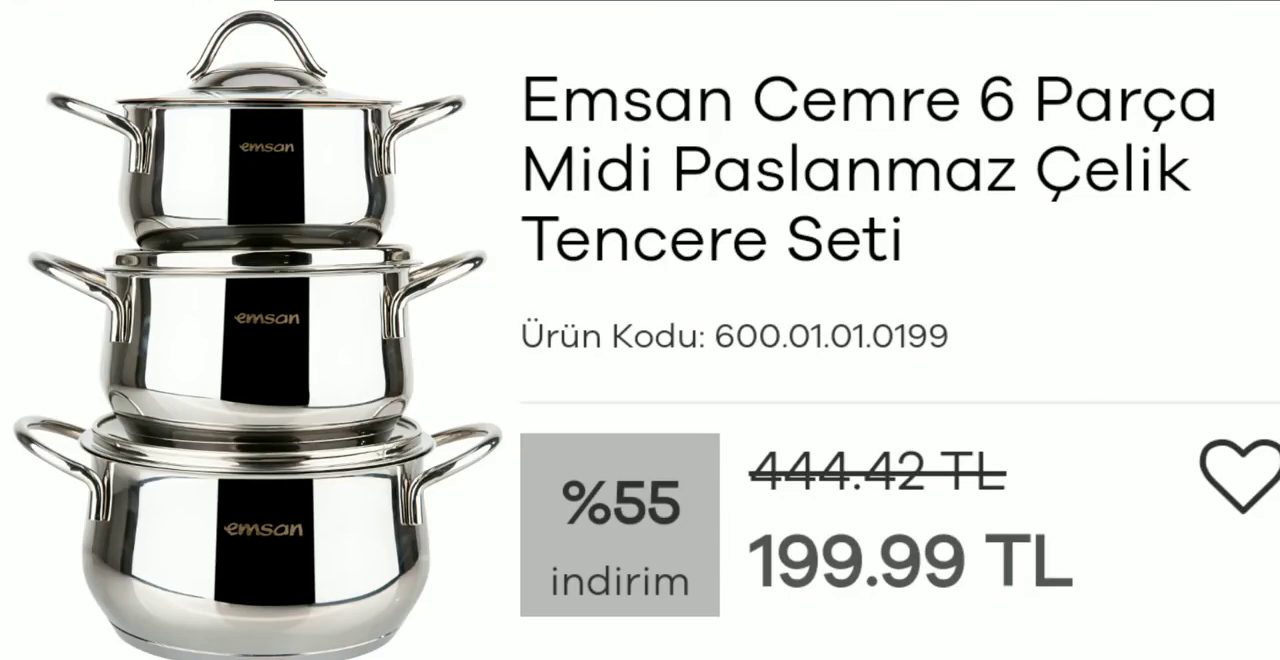 emsan
emsan
emsan
Emsan Cemre 6 Parça
Midi Paslanmaz Çelik
Tencere Seti
Ürün Kodu: 600.01.01.0199
%55
indirim
444.42 TL
199.99 TL